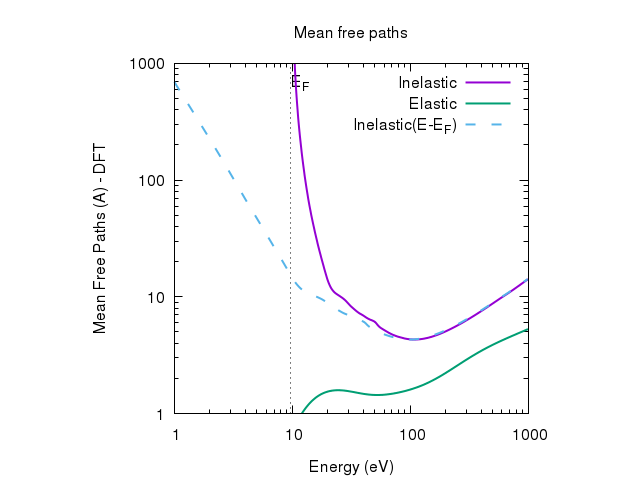 Mean free paths
Mean Free Paths (A) - DFT
1000
100
10
1
E_F
Inelastic
Elastic
Inelastic(E-E_F)
1
10
100
1000
Energy (eV)